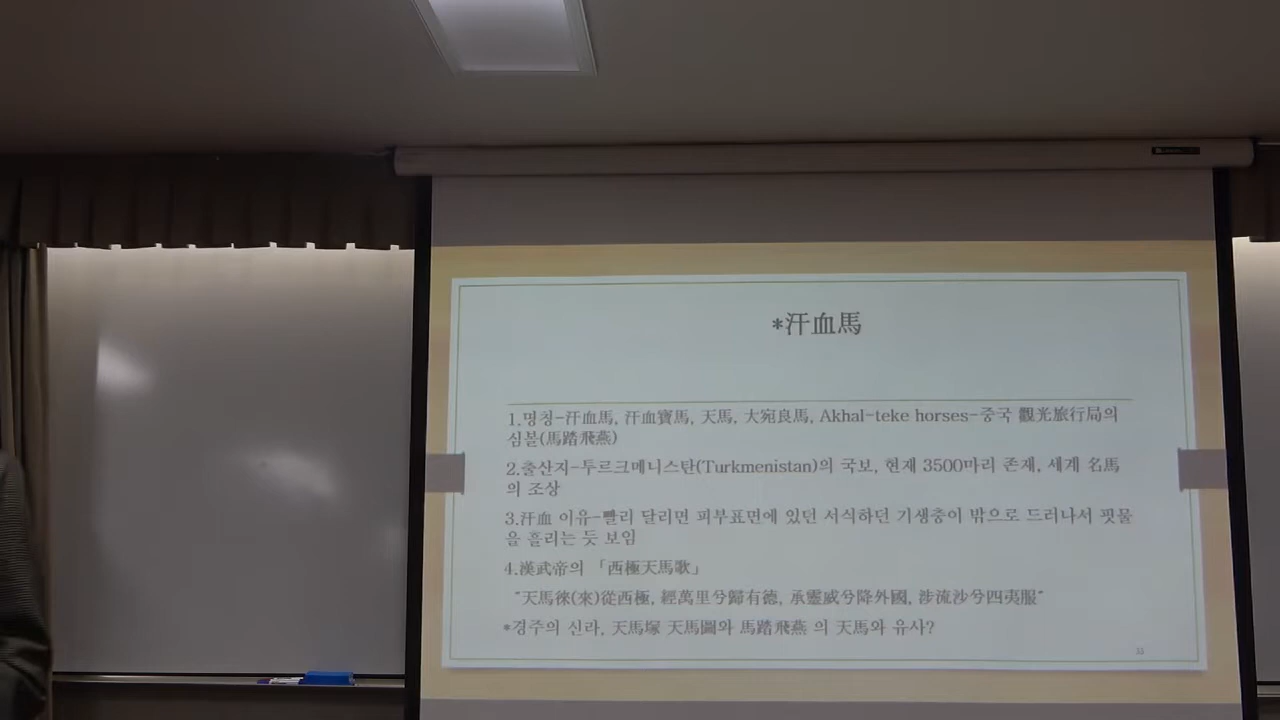 *汗血馬
1.명칭-汗血馬, 汗血寶馬, 天馬, 大宛良馬, Akhal-teke horses-중국 觀光旅行局의
심볼(馬踏飛燕)
2.출산지-투르크메니스탄(Turkmenistan)의 국보, 현재 3500마리 존재, 세계 名馬
의 조상
3.汗血 이유-빨리 달리면 피부표면에 있던 서식하던 기생충이 밖으로 드러나서 핏물
을 흘리는 듯 보임
4.漢武帝의 「西極天馬歌」
"天馬徠(來)從西極, 經萬里兮歸有德, 承靈威兮降外國, 涉流沙兮四夷服"
*경주의 신라, 天馬塚 天馬圖와 馬踏飛燕 의 天馬와 유사?